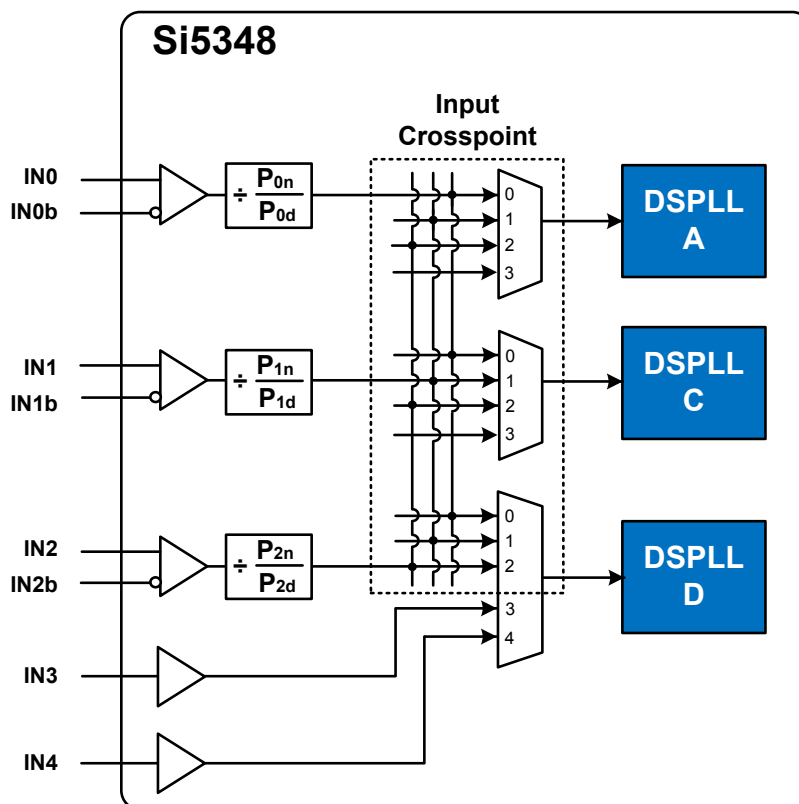 Si5348
Input
Crosspoint
IN0
IN0b
÷ P0n
P0d
0
1
2
3
DSPLL
A
IN1
IN1b
÷ P1n
P1d
0
1
2
3
DSPLL
C
IN2
IN2b
÷ P2n
P2d
0
1
2
3
4
DSPLL
D
IN3
IN4